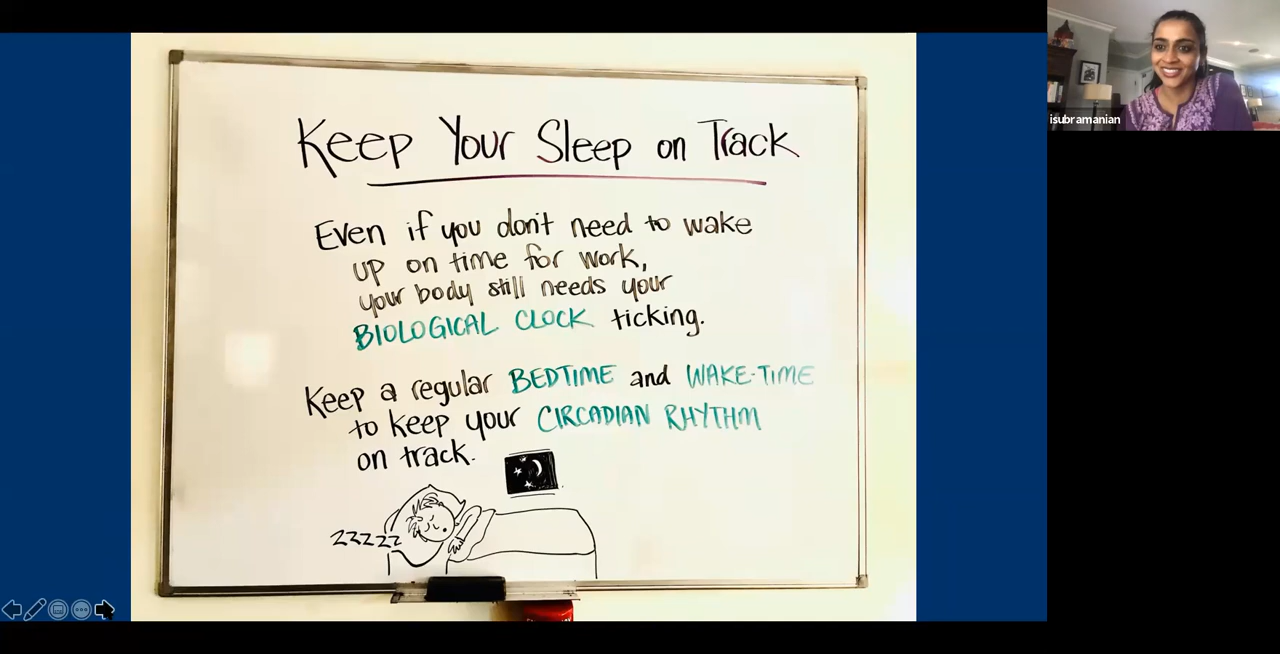 Keep Your Sleep on Track
Even if you don't need to wake
up on time for work,
your body still needs your
BIOLOGICAL CLOCK ticking.
Keep a regular BEDTIME and WAKE-TIME
to keep your CIRCADIAN RHYTHM
on track.
ZZZZZ
isubramanian